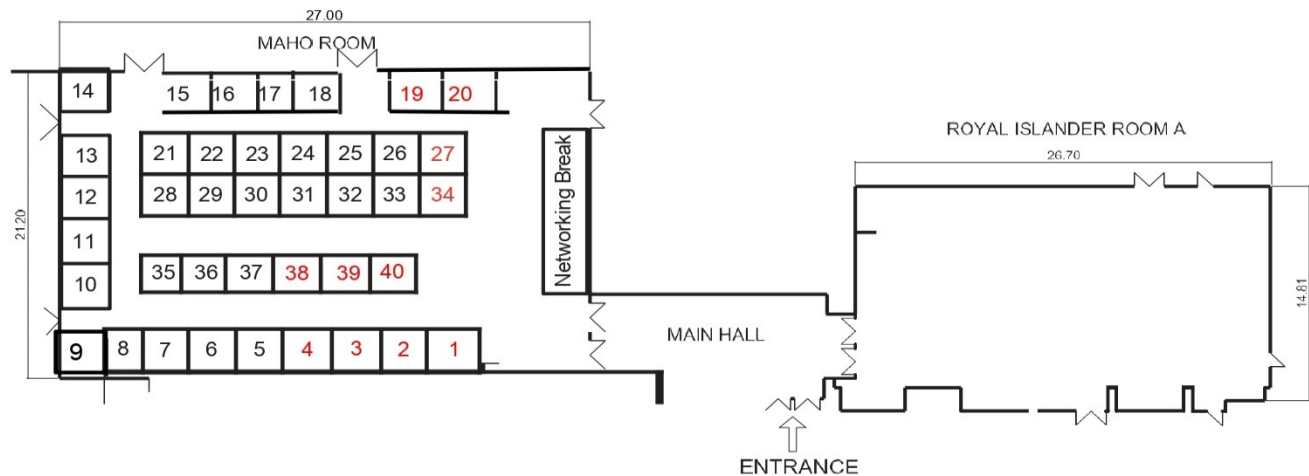 27.00
MAHO ROOM
14 15 16 17 18 19 20
ROYAL ISLANDER ROOM A
26.70
13 21 22 23 24 25 26 27
12 28 29 30 31 32 33 34
Networking Break
2120
11
10 35 36 37 38 39 40
14.81
MAIN HALL
9 8 7 6 5 4 3 2 1
ENTRANCE